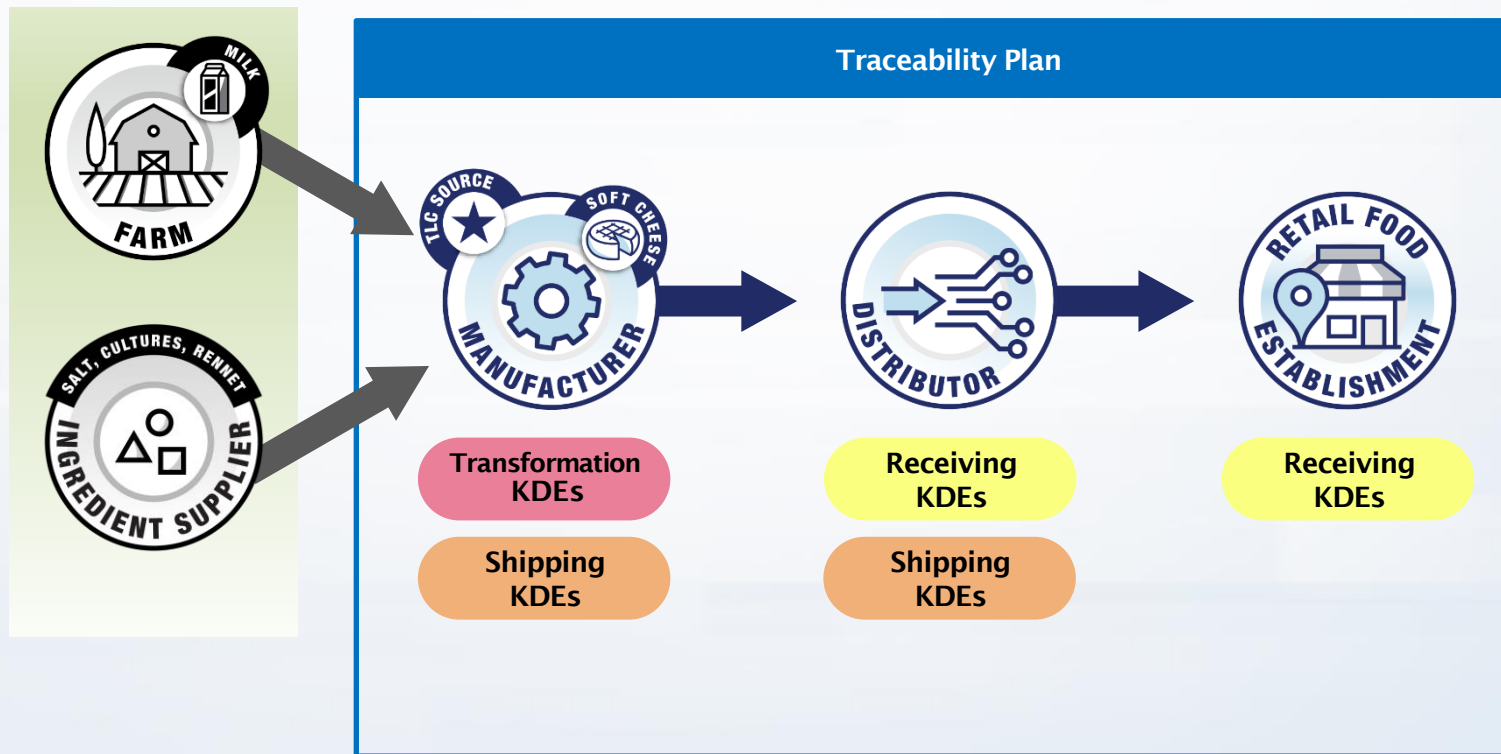 Traceability Plan
MILK
FARM
SALT, CULTURES, RENNET
INGREDIENT SUPPLIER
TLC SOURCE
SOFT CHEESE
MANUFACTURER
Transformation
KDEs
Shipping
KDEs
DISTRIBUTOR
Receiving
KDEs
Shipping
KDEs
RETAIL FOOD
ESTABLISHMENT
Receiving
KDEs